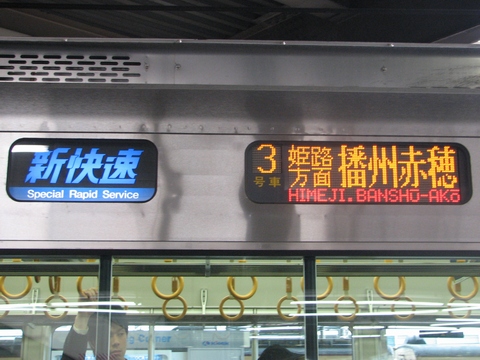 新快速
Special Rapid Service
3
号車
姫路
方面
播州赤穂
HIMEJI.BANSHŪ-AKŌ